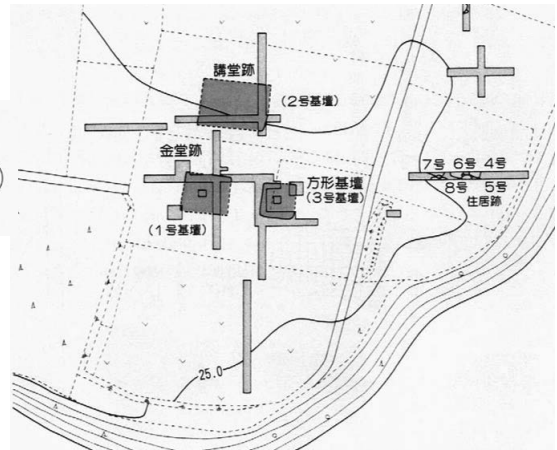 講堂跡
(2号基壇)
金堂跡
方形基壇
(3号基壇)
(1号基壇)
7号 6号 4号
8号 5号
住居跡
25.0